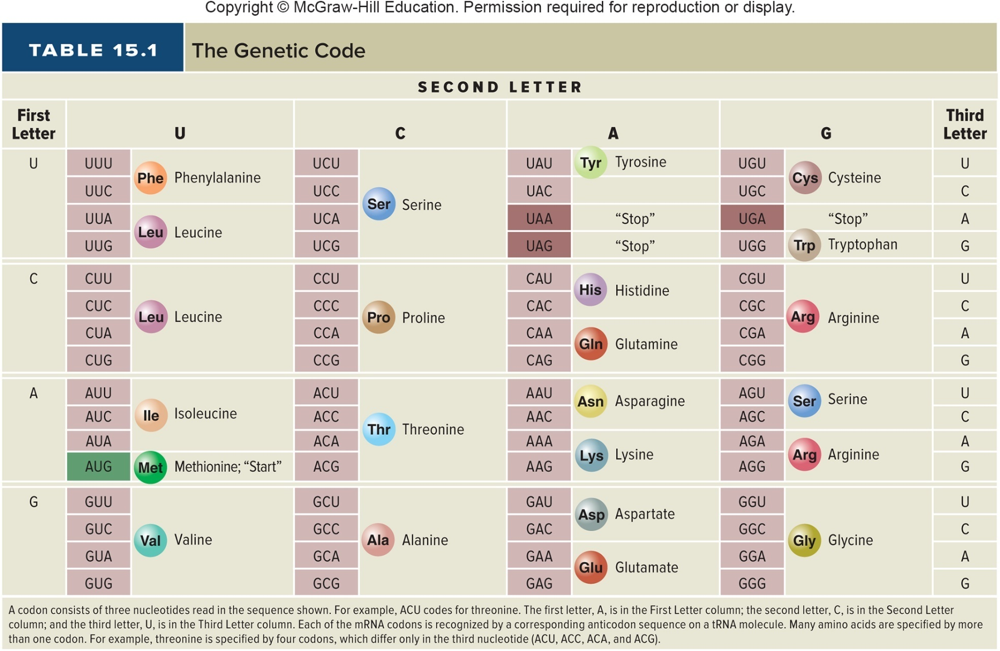 Copyright © McGraw-Hill Education. Permission required for reproduction or display.
TABLE 15.1 The Genetic Code
SECOND LETTER
First Letter U C A G Third Letter
U UUU Phe Phenylalanine UCU Ser Serine UAU Tyr Tyrosine UGU Cys Cysteine U
UUC UCC UAC UGC C
UUA Leu Leucine UCA UAA “Stop” UGA “Stop” A
UUG UCG UAG “Stop” UGG Trp Tryptophan G
C CUU Leu Leucine CCU Pro Proline CAU His Histidine CGU Arg Arginine U
CUC CCC CAC CGC C
CUA CCA CAA Gln Glutamine CGA A
CUG CCG CAG CGG G
A AUU Ile Isoleucine ACU Thr Threonine AAU Asn Asparagine AGU Ser Serine U
AUC ACC AAC AGC C
AUA ACA AAA Lys Lysine AGA Arg Arginine A
AUG Met Methionine; “Start” ACG AAG AGG G
G GUU Val Valine GCU Ala Alanine GAU Asp Aspartate GGU Gly Glycine U
GUC GCC GAC GGC C
GUA GCA GAA Glu Glutamate GGA A
GUG GCG GAG GGG G
A codon consists of three nucleotides read in the sequence shown. For example, ACU codes for threonine. The first letter, A, is in the First Letter column; the second letter, C, is in the Second Letter
column; and the third letter, U, is in the Third Letter column. Each of the mRNA codons is recognized by a corresponding anticodon sequence on a tRNA molecule. Many amino acids are specified by more
than one codon. For example, threonine is specified by four codons, which differ only in the third nucleotide (ACU, ACC, ACA, and ACG).